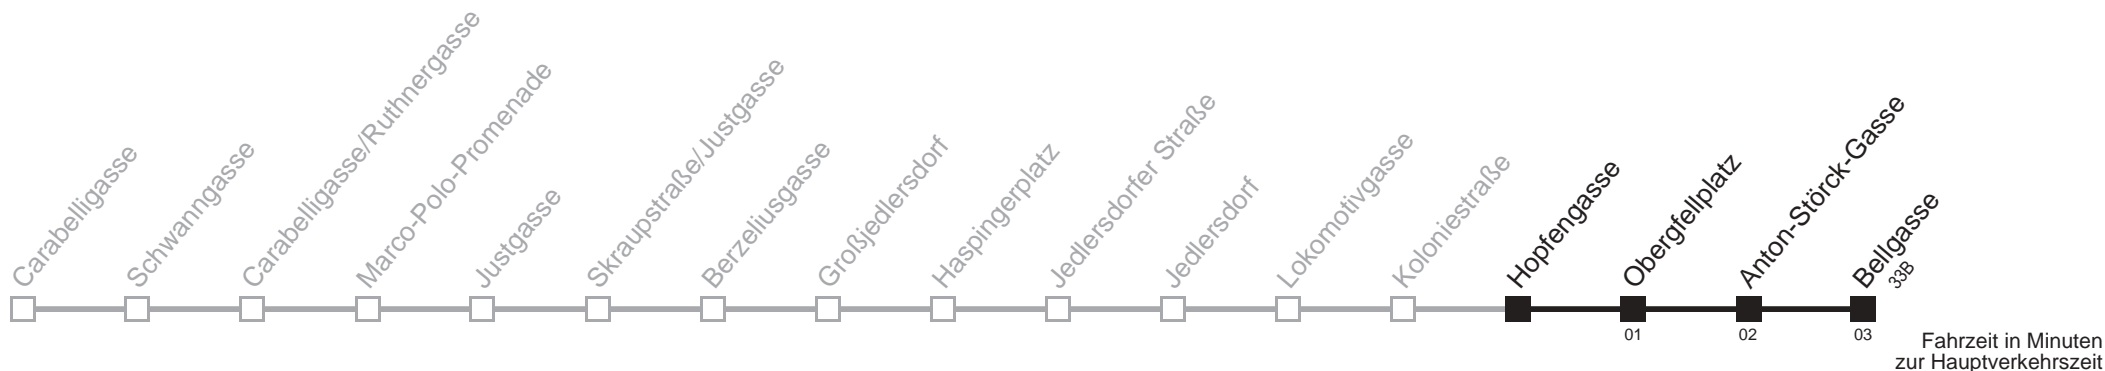 Carabelligasse
Schwanngasse
Carabelligasse/Ruthnergasse
Marco-Polo-Promenade
Justgasse
Skraupstraße/Justgasse
Berzeliusgasse
Großjedlersdorf
Haspingerplatz
Jedlersdorfer Straße
Jedlersdorf
Lokomotivgasse
Koloniestraße
Hopfengasse
Obergfellplatz
Anton-Störck-Gasse
Bellgasse
33B
01
02
03
Fahrzeit in Minuten
zur Hauptverkehrszeit